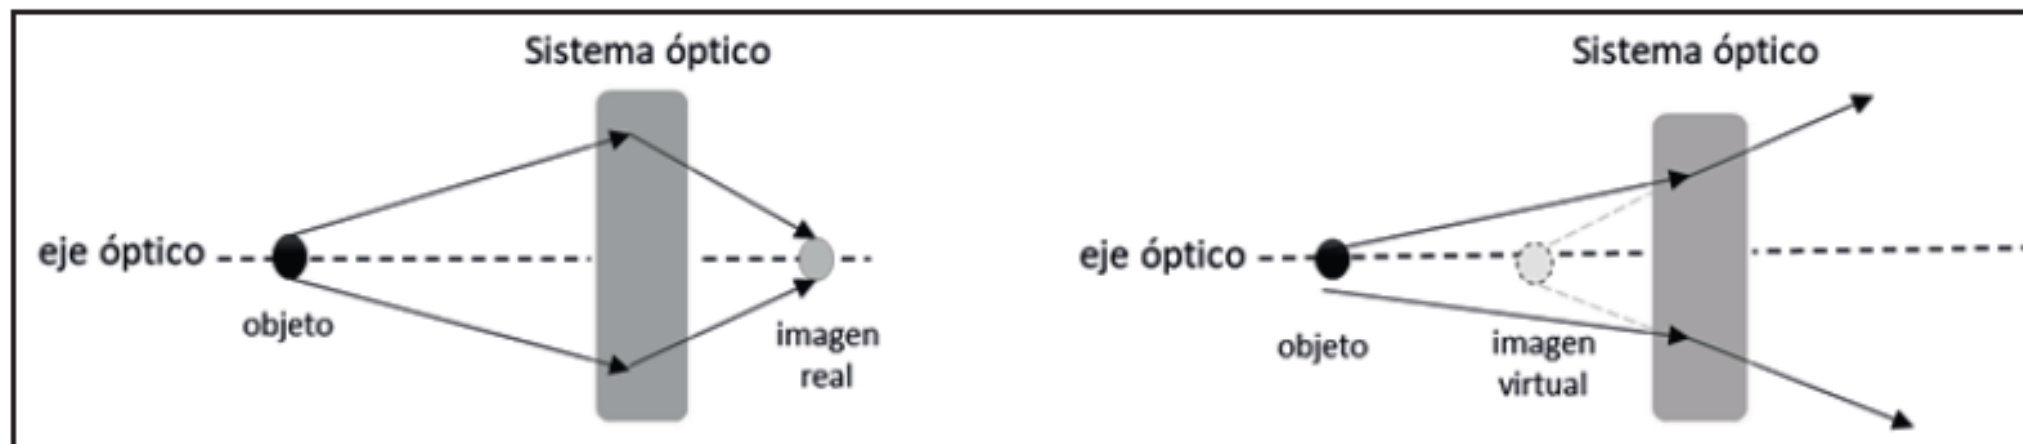 Sistema óptico
eje óptico
objeto
imagen
real
Sistema óptico
eje óptico
objeto
imagen
virtual